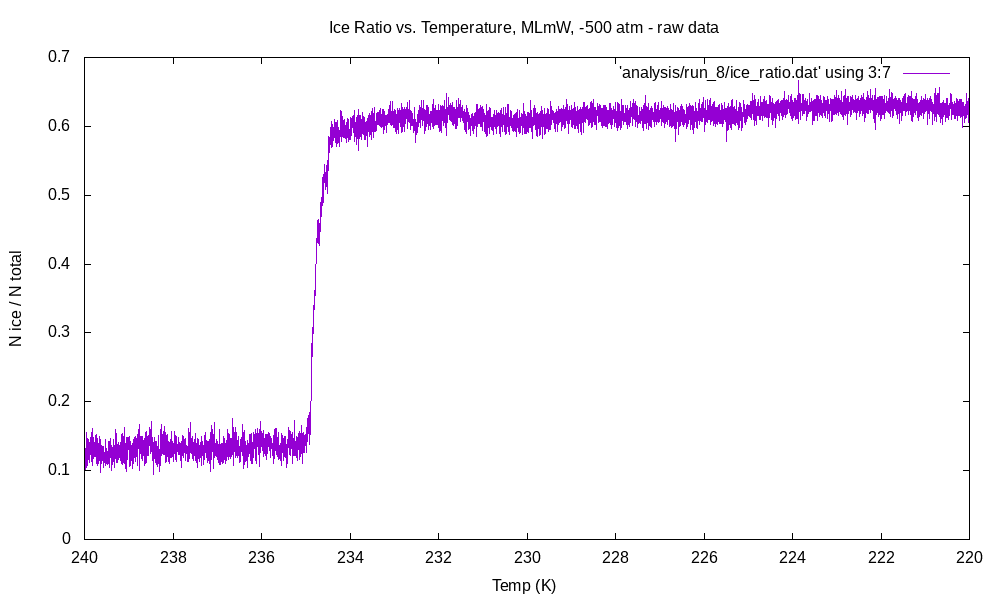 Ice Ratio vs. Temperature, MLmW, -500 atm - raw data
'analysis/run_8/ice_ratio.dat' using 3:7
0.7
0.6
0.5
0.4
0.3
0.2
0.1
0
N ice / N total
240 238 236 234 232 230 228 226 224 222 220
Temp (K)